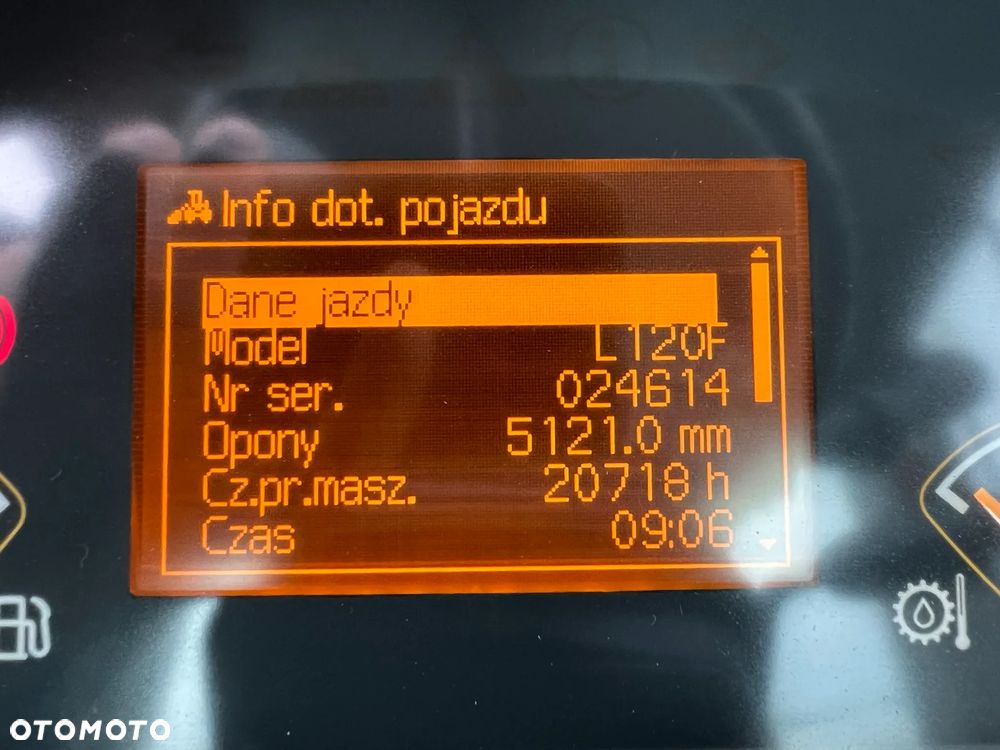 Info dot. pojazdu
Dane jazdy
Model L120F
Nr ser. 024614
Opony 5121.0 mm
Cz.pr.masz. 20718 h
Czas 09:06
OTOMOTO